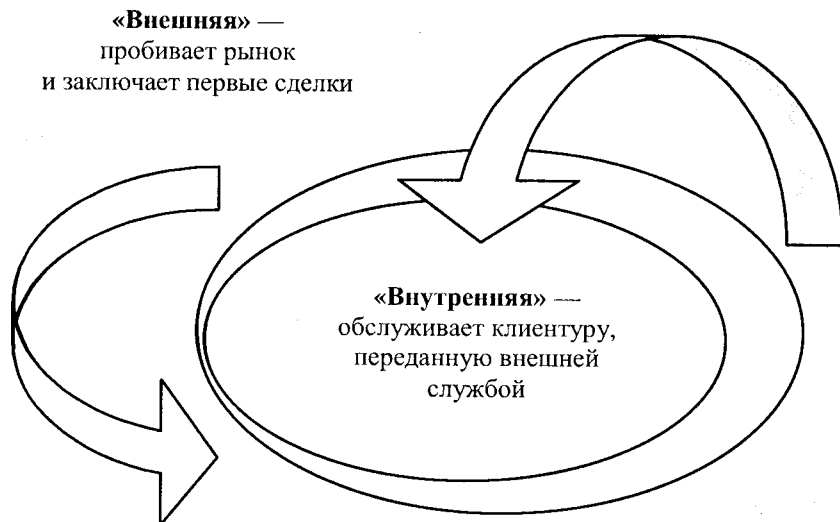 «Внешняя» —
пробивает рынок
и заключает первые сделки
«Внутренняя» —
обслуживает клиентуру,
переданную внешней
службой